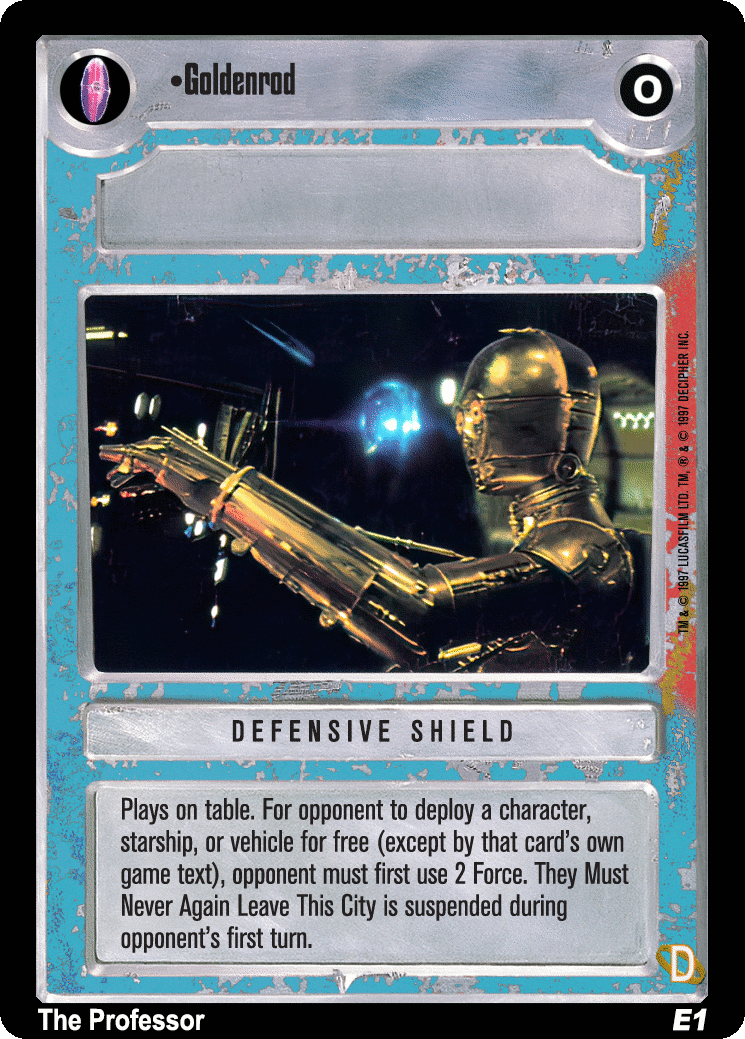 •Goldenrod
O
TM & © 1997 LUCASFILM LTD. TM, ® & © 1997 DECIPHER INC.
DEFENSIVE SHIELD
Plays on table. For opponent to deploy a character,
starship, or vehicle for free (except by that card's own
game text), opponent must first use 2 Force. They Must
Never Again Leave This City is suspended during
opponent's first turn.
D
The Professor
E1